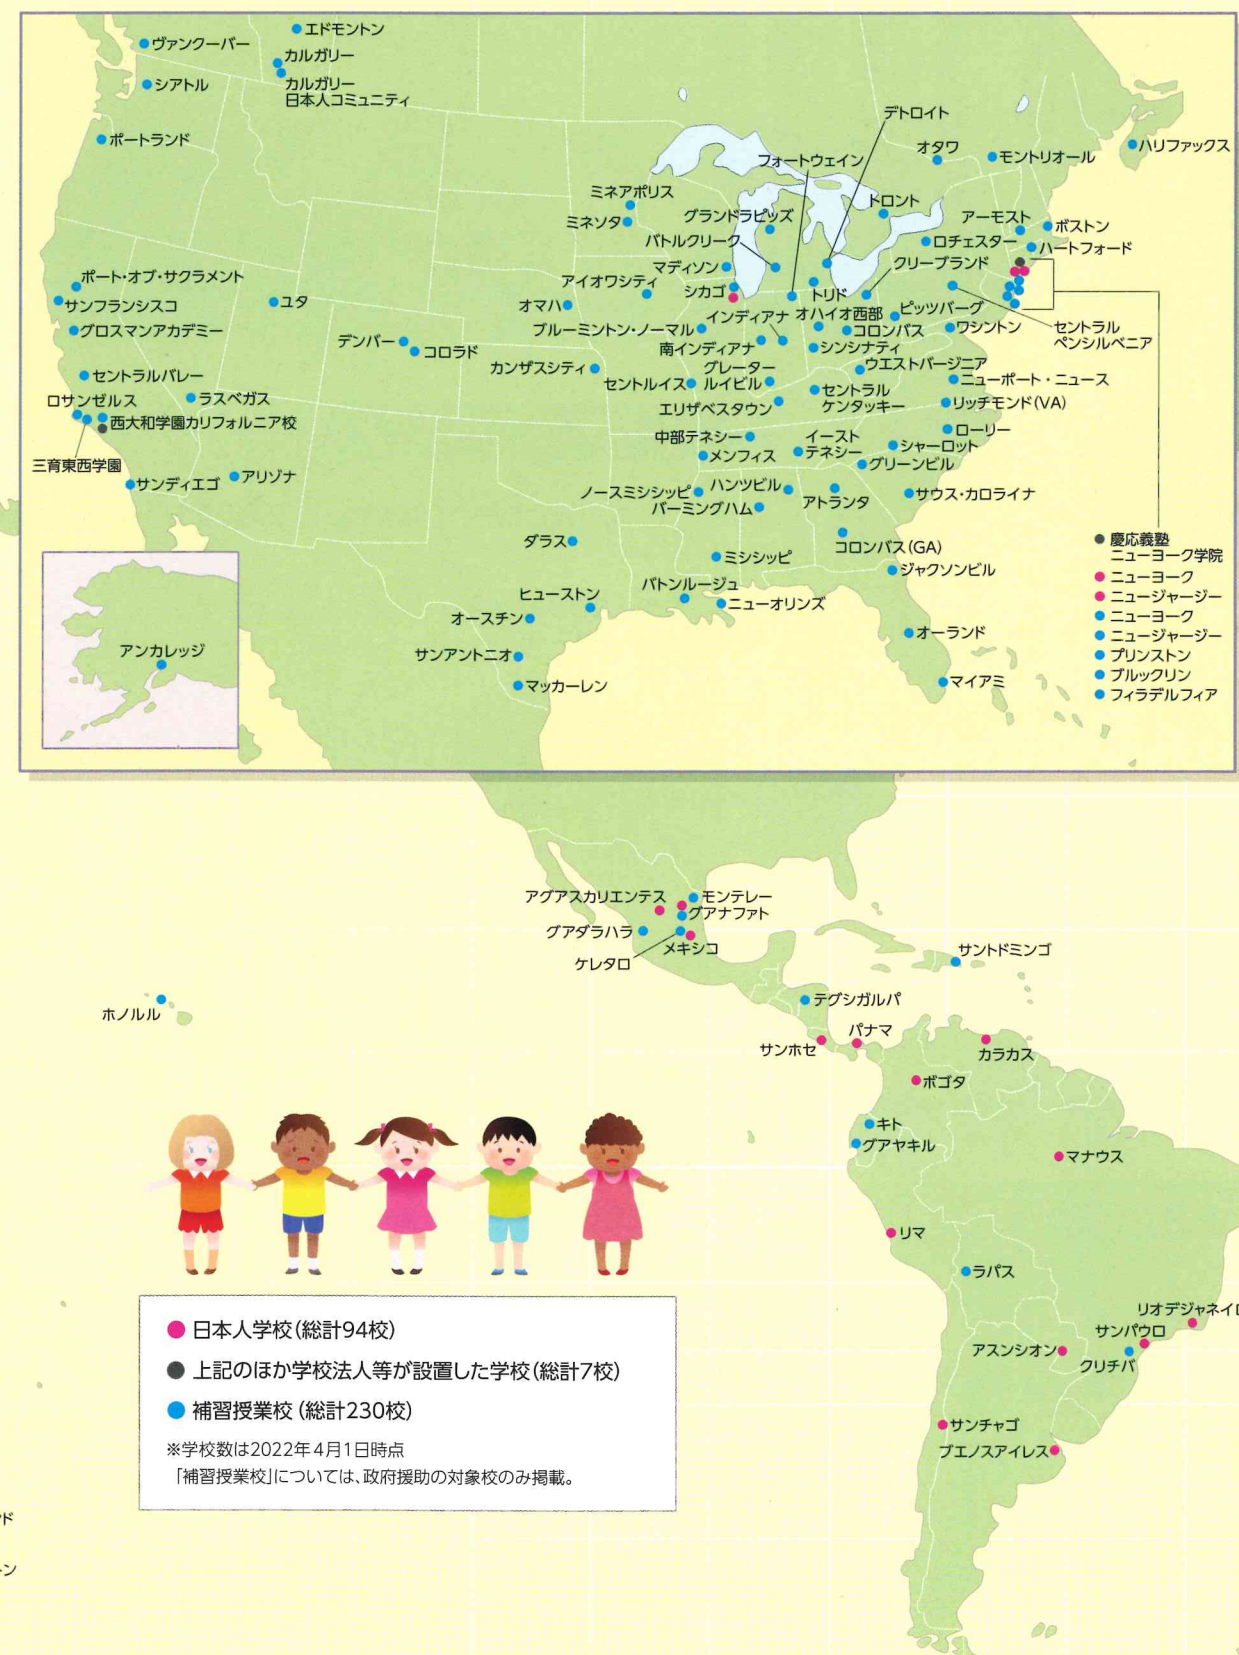 エドモントン
ヴァンクーバー
カルガリー
シアトル
カルガリー
日本人コミュニティ
ポートランド
デトロイト
オタワ
モントリオール
ハリファックス
フォートウェイン
ミネアポリス
トロント
ミネソタ
グランドラピッズ
アーモスト
ボストン
バトルクリーク
ロチェスター
ハートフォード
マディソン
クリーブランド
ポート・オブ・サクラメント
アイオワシティ
シカゴ
トリド
サンフランシスコ
ユタ
オマハ
インディアナ
オハイオ西部
ピッツバーグ
グロスマンアカデミー
ブルーミントン・ノーマル
コロンバス
ワシントン
セントラル
ペンシルベニア
デンバー
コロラド
南インディアナ
シンシナティ
カンザスシティ
グレーター
ルイビル
ウエストバージニア
セントラルバレー
セントルイス
ニューポート・ニュース
ロサンゼルス
ラスベガス
エリザベスタウン
セントラル
ケンタッキー
リッチモンド(VA)
西大和学園カリフォルニア校
ローリー
中部テネシー
イースト
テネシー
シャーロット
三育東西学園
メンフィス
グリーンビル
サンディエゴ
アリゾナ
ノースミシシッピ
ハンツビル
アトランタ
サウス・カロライナ
バーミングハム
ダラス
コロンバス(GA)
慶応義塾
ニューヨーク学院
ミシシッピ
ジャクソンビル
ニューヨーク
バトンルージュ
ニュージャージー
ヒューストン
ニューオリンズ
ニューヨーク
オースチン
オーランド
ニュージャージー
アンカレッジ
サンアントニオ
プリンストン
マッカーレン
マイアミ
ブルックリン
フィラデルフィア
アグアスカリエンテス
モンテレー
グアナファト
グアダラハラ
メキシコ
ケレタロ
サントドミンゴ
ホノルル
テグシガルパ
サンホセ
パナマ
カラカス
ボゴタ
キト
グアヤキル
マナウス
リマ
ラパス
リオデジャネイロ
サンパウロ
アスンシオン
クリチバ
サンチャゴ
ブエノスアイレス
日本人学校(総計94校)
上記のほか学校法人等が設置した学校(総計7校)
補習授業校(総計230校)
※学校数は2022年4月1日時点
「補習授業校」については、政府援助の対象校のみ掲載。
ド
ーン